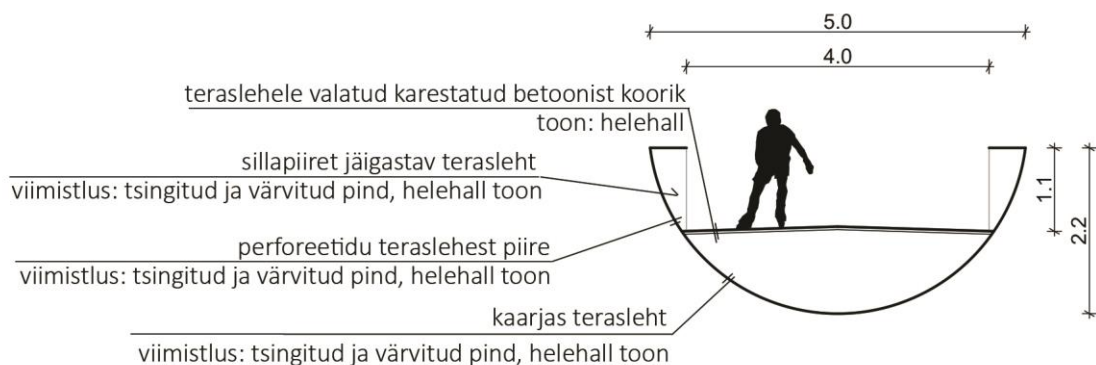 5.0
4.0
teraslehele valatud karestatud betoonist koorik
toon: helehall
sillapiiret jäigastav terasleht
viimistlus: tsingitud ja värvitud pind, helehall toon
perforeetidu teraslehest piire
viimistlus: tsingitud ja värvitud pind, helehall toon
kaarjas terasleht
viimistlus: tsingitud ja värvitud pind, helehall toon
1.1
2.2